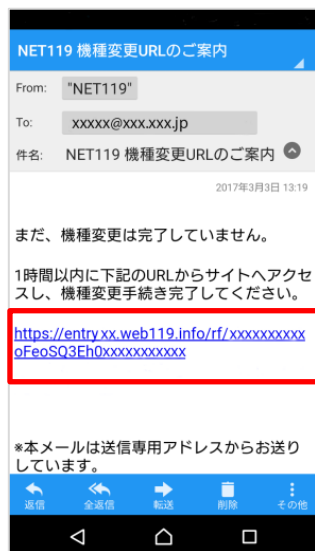 NET119 機種変更URLのご案内
From: "NET119"
To: xxxxx@xxx.xxx.jp
件名: NET119 機種変更URLのご案内
2017年3月3日 13:19
まだ、機種変更は完了していません。
1時間以内に下記のURLからサイトへアクセ
スし、機種変更手続き完了してください。
https://entryxx.web119.info/rf/xxxxxxxxxx
oFeoSQ3Eh0xxxxxxxxxxx
*本メールは送信専用アドレスからお送り
しています。
返信 全返信 転送 削除 その他